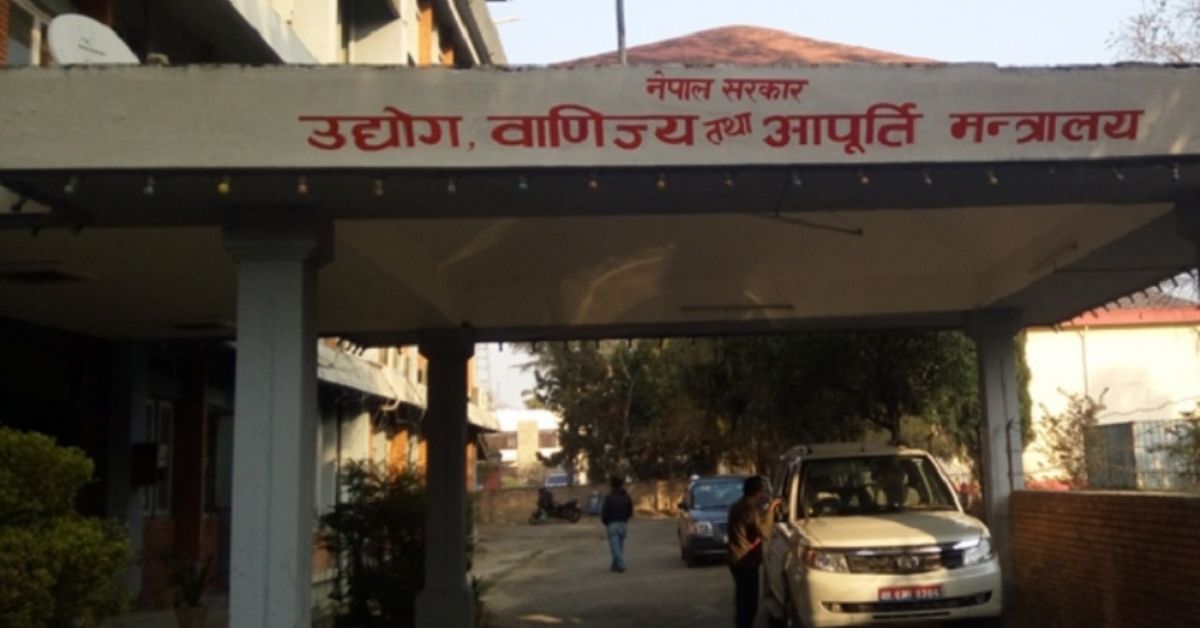 नेपाल सरकार
उद्योग, वाणिज्य तथा आपूर्ति मन्त्रालय